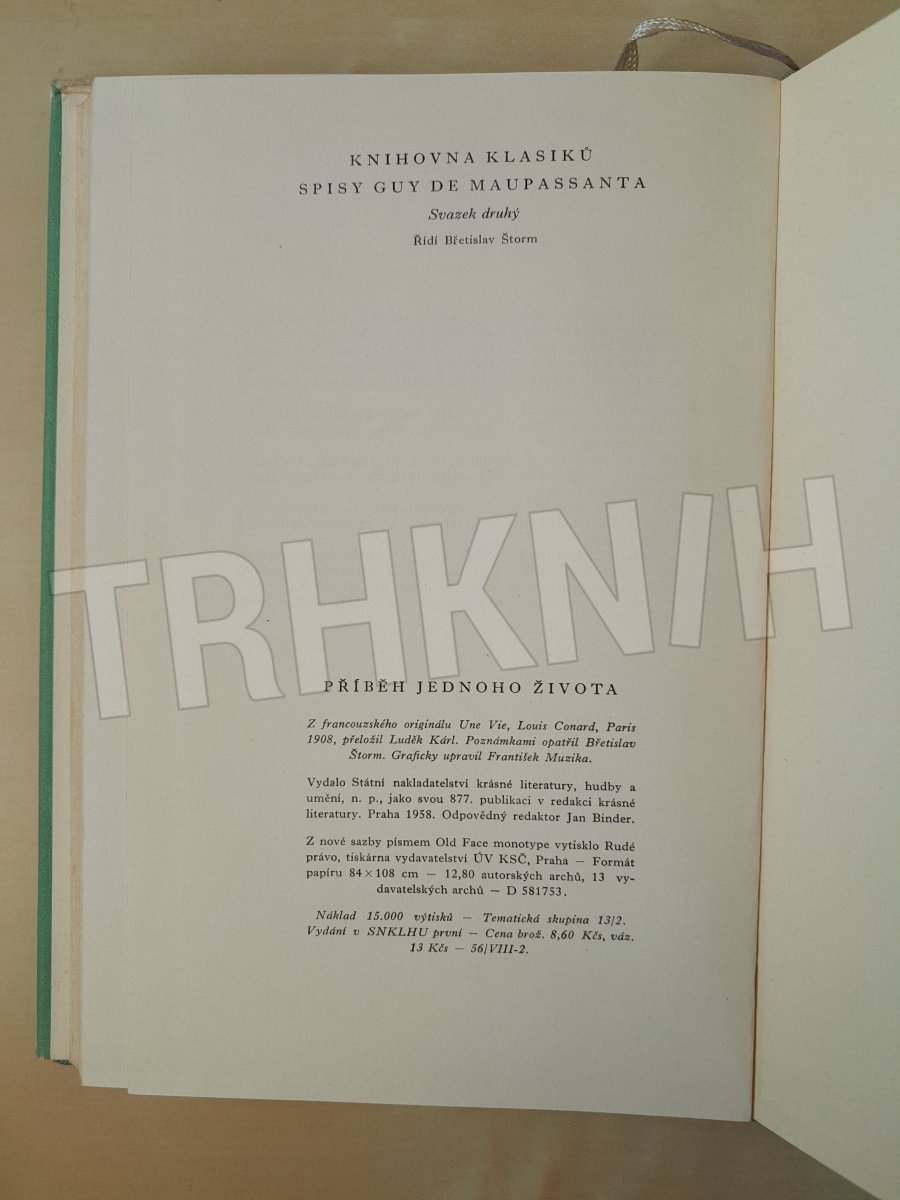 KNIHOVNA KLASIKŮ
SPISY GUY DE MAUPASSANTA
Svazek druhý
Řídí Břetislav Štorm
TRHKNIH
PŘÍBĚH JEDNOHO ŽIVOTA
Z francouzského originálu Une Vie, Louis Conard, Paris
1908, přeložil Luděk Kárl. Poznámkami opatřil Břetislav
Štorm. Graficky upravil František Muzika.
Vydalo Státní nakladatelství krásné literatury, hudby a
umění, n. p., jako svou 877. publikaci v redakci krásné
literatury. Praha 1958. Odpovědný redaktor Jan Binder.
Z nové sazby písmem Old Face monotype vytisklo Rudé
právo, tiskárna vydavatelství ÚV KSČ, Praha — Formát
papíru 84×108 cm — 12,80 autorských archů, 13 vy-
davatelských archů — D 581753.
Náklad 15.000 výtisků — Tematická skupina 13/2.
Vydání v SNKLHU první — Cena brož. 8,60 Kčs, váz.
13 Kčs — 56/VIII-2.